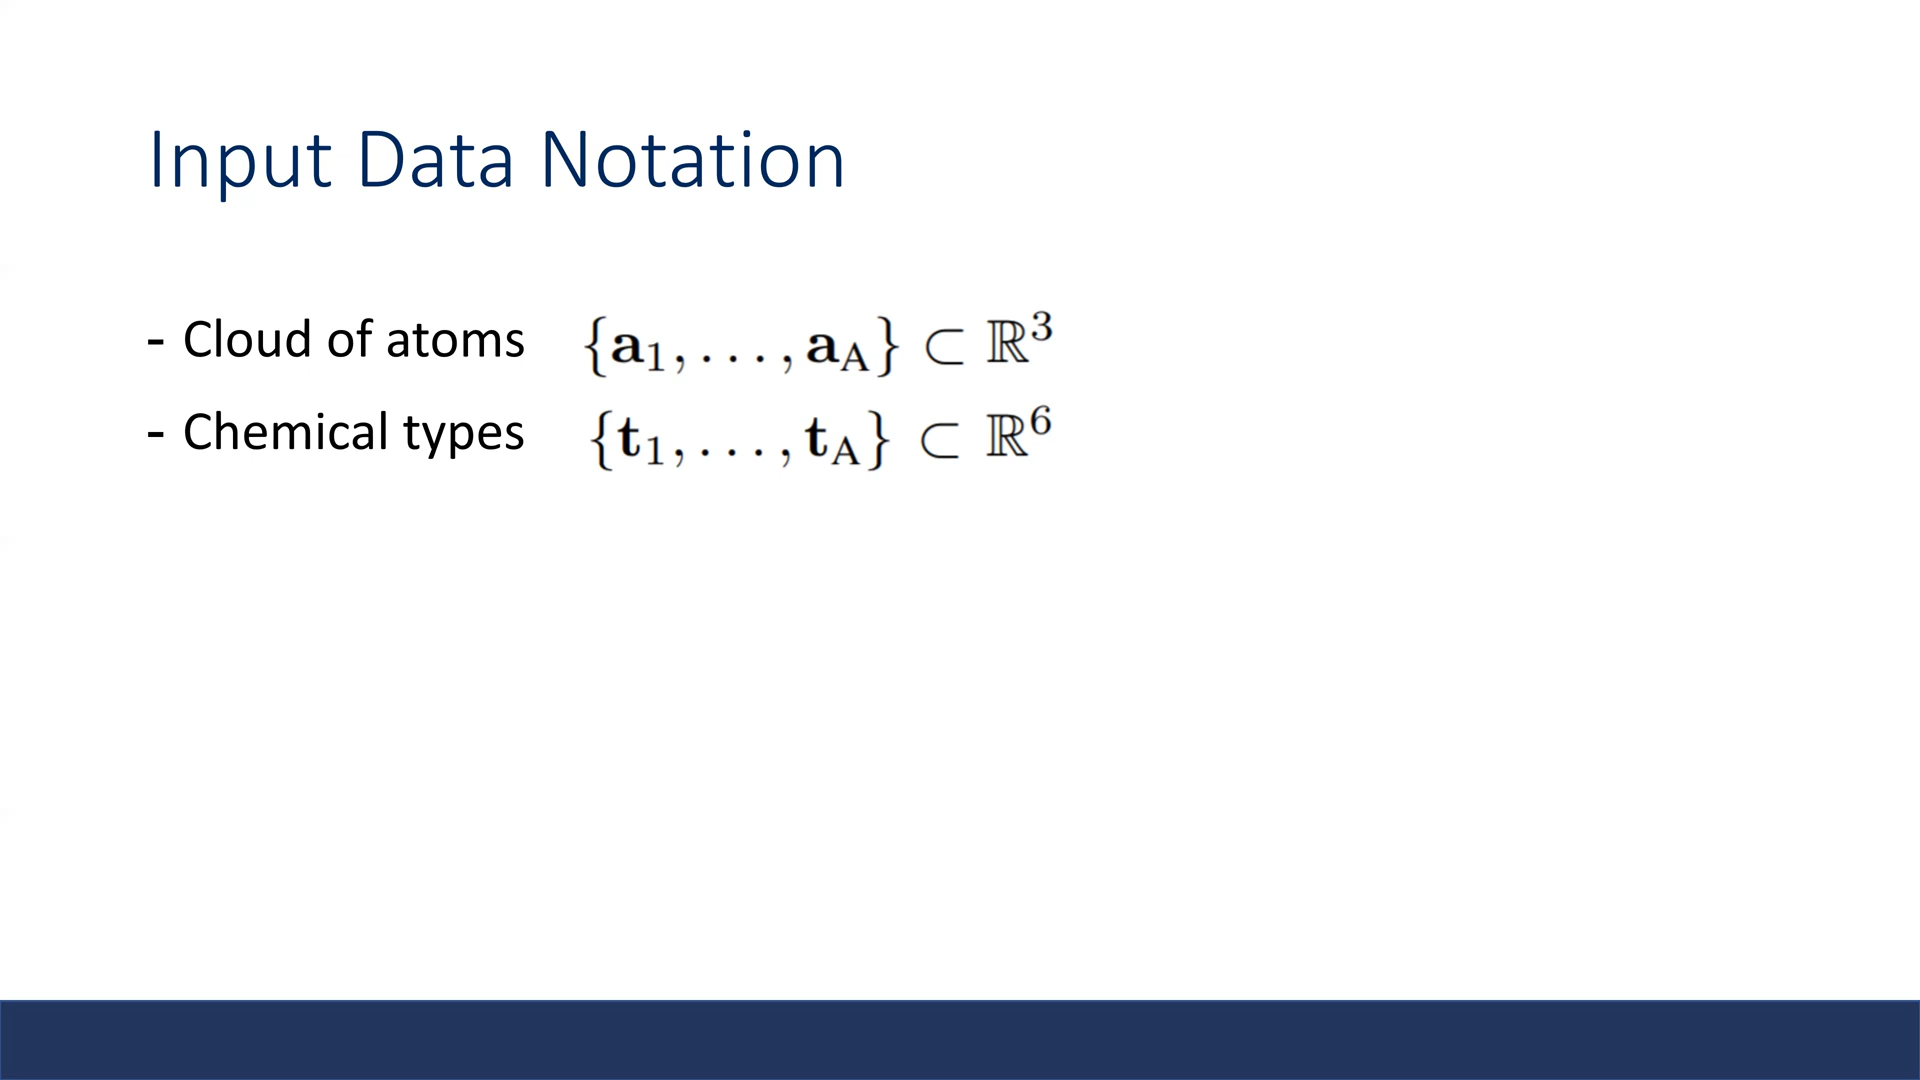 Input Data Notation
- Cloud of atoms {a₁, . . . , a_A} ⊂ ℝ³
- Chemical types {t₁, . . . , t_A} ⊂ ℝ⁶